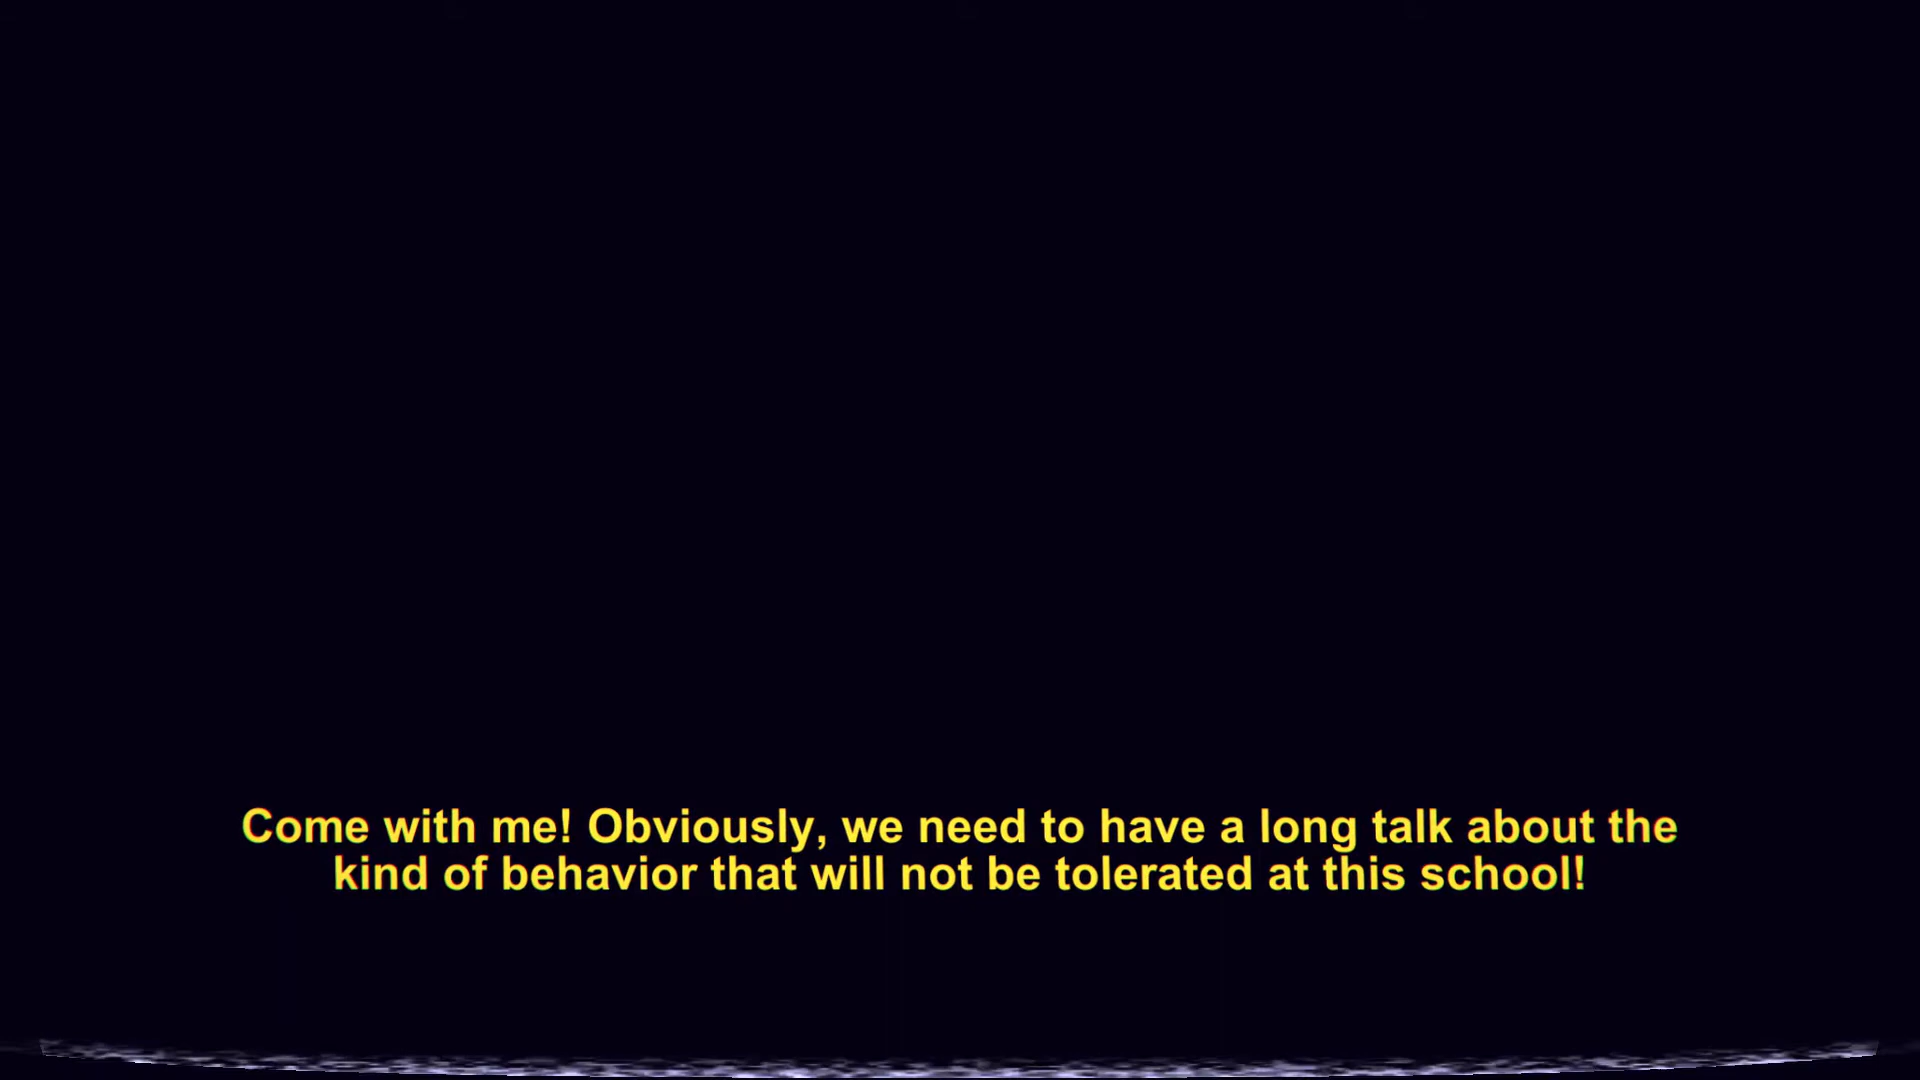 Come with me! Obviously, we need to have a long talk about the
kind of behavior that will not be tolerated at this school!